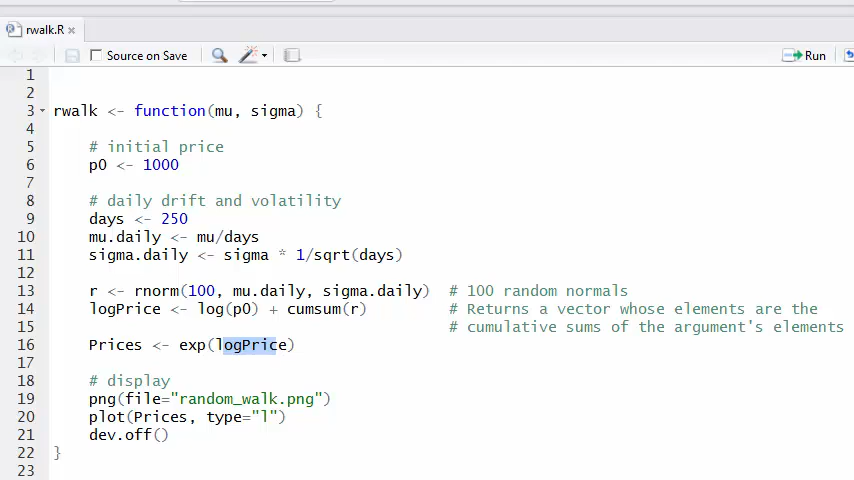 rwalk.R
Source on Save
Run
1
2
3 rwalk <- function(mu, sigma) {
4
5 # initial price
6 p0 <- 1000
7
8 # daily drift and volatility
9 days <- 250
10 mu.daily <- mu/days
11 sigma.daily <- sigma * 1/sqrt(days)
12
13 r <- rnorm(100, mu.daily, sigma.daily) # 100 random normals
14 logPrice <- log(p0) + cumsum(r) # Returns a vector whose elements are the
15 # cumulative sums of the argument's elements
16 Prices <- exp(logPrice)
17
18 # display
19 png(file="random_walk.png")
20 plot(Prices, type="l")
21 dev.off()
22 }
23